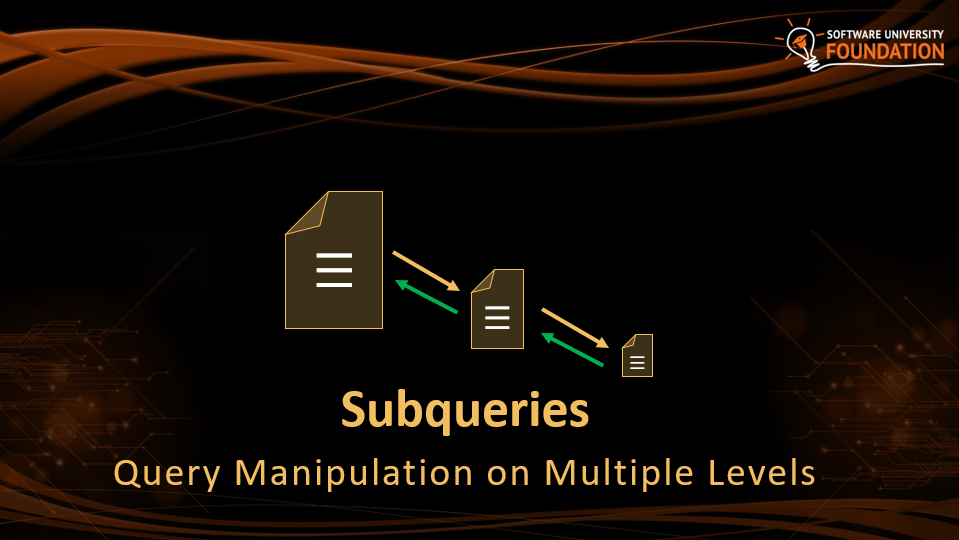 SOFTWARE UNIVERSITY
FOUNDATION
Subqueries
Query Manipulation on Multiple Levels